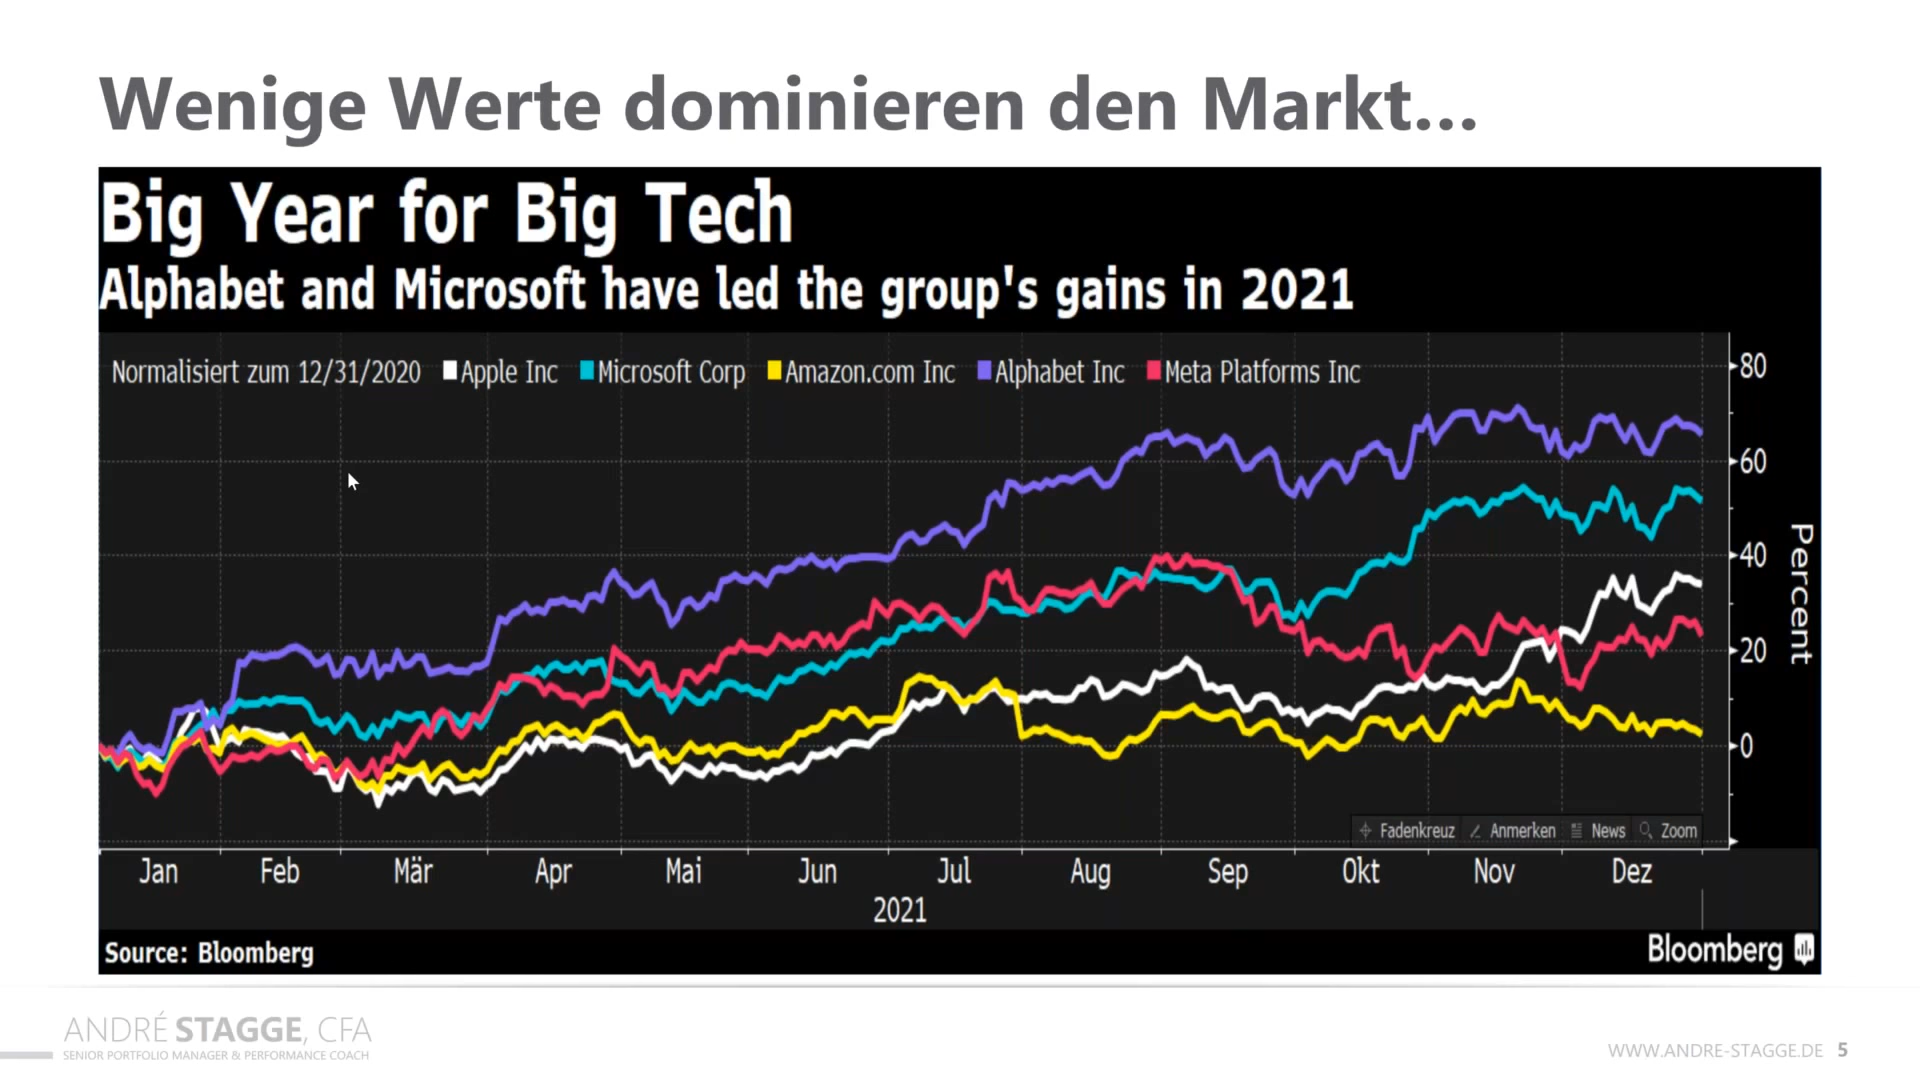 Wenige Werte dominieren den Markt...
Big Year for Big Tech
Alphabet and Microsoft have led the group's gains in 2021
Normalisiert zum 12/31/2020 Apple Inc Microsoft Corp Amazon.com Inc Alphabet Inc Meta Platforms Inc
80
60
40
20
0
Percent
Fadenkreuz Anmerken News Zoom
Jan Feb Mär Apr Mai Jun Jul Aug Sep Okt Nov Dez
2021
Source: Bloomberg
Bloomberg
ANDRÉ STAGGE, CFA
SENIOR PORTFOLIO MANAGER & PERFORMANCE COACH
WWW.ANDRE-STAGGE.DE 5